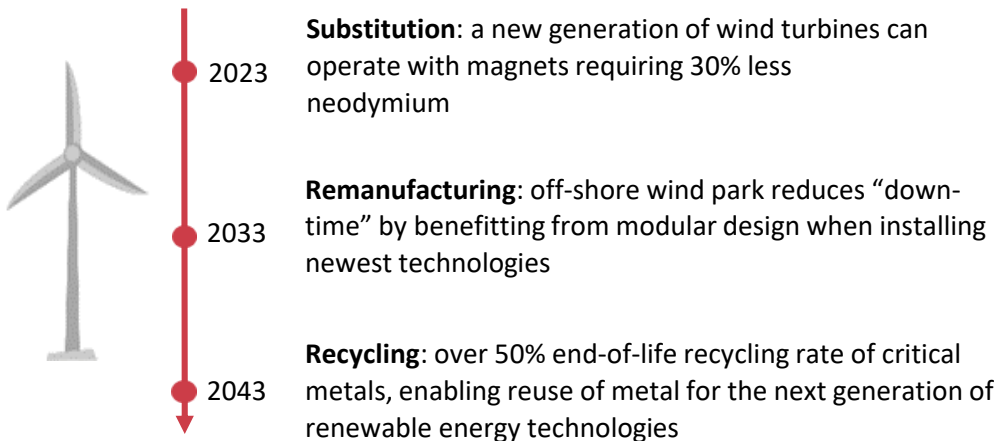 Substitution: a new generation of wind turbines can
2023
operate with magnets requiring 30% less
neodymium
Remanufacturing: off-shore wind park reduces “down-
2033
time” by benefitting from modular design when installing
newest technologies
Recycling: over 50% end-of-life recycling rate of critical
2043
metals, enabling reuse of metal for the next generation of
renewable energy technologies